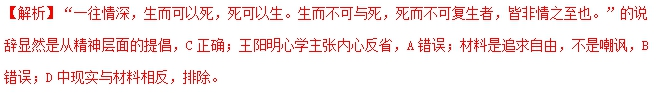 【解析】“一往情深，生而可以死，死可以生。生而不可与死，死而不可复生者，皆非情之至也。”的说
辞显然是从精神层面的提倡，C 正确；王阳明心学主张内心反省，A 错误；材料是追求自由，不是嘲讽，B
错误；D 中现实与材料相反，排除。